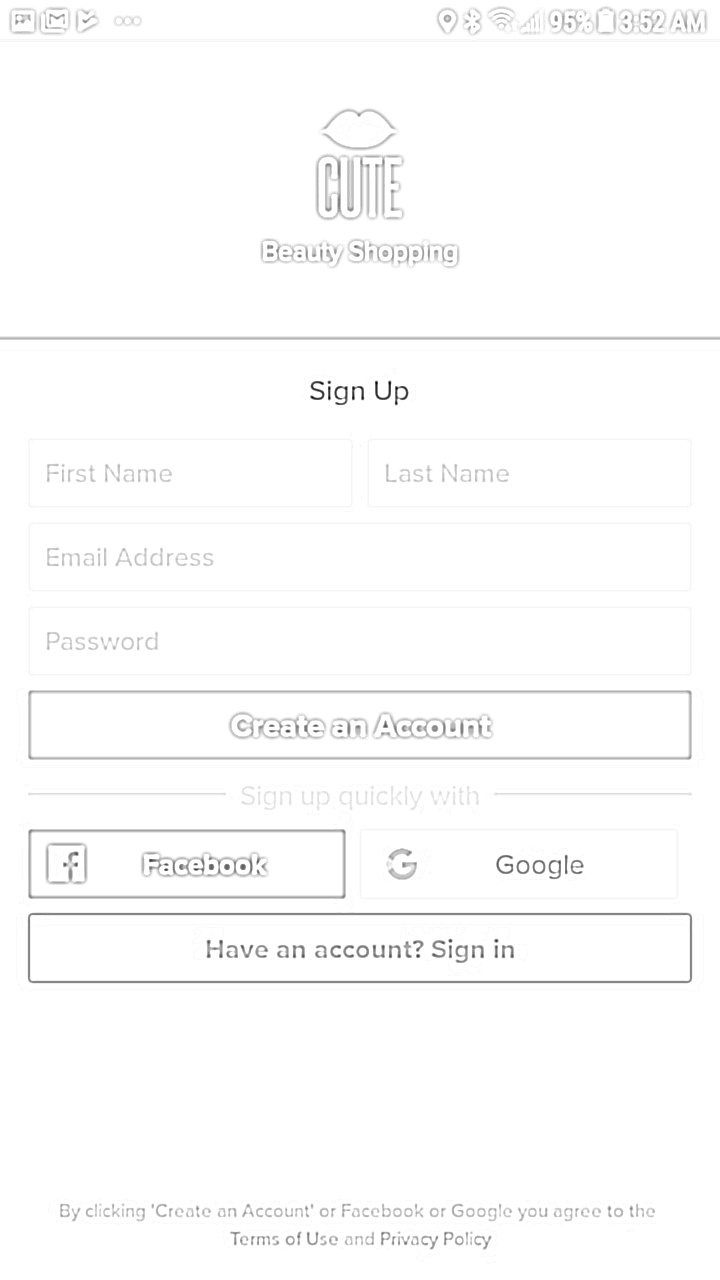 95% 3:52 AM
CUTE
Beauty Shopping
Sign Up
First Name Last Name
Email Address
Password
Create an Account
Sign up quickly with
Facebook Google
Have an account? Sign in
By clicking 'Create an Account' or Facebook or Google you agree to the
Terms of Use and Privacy Policy